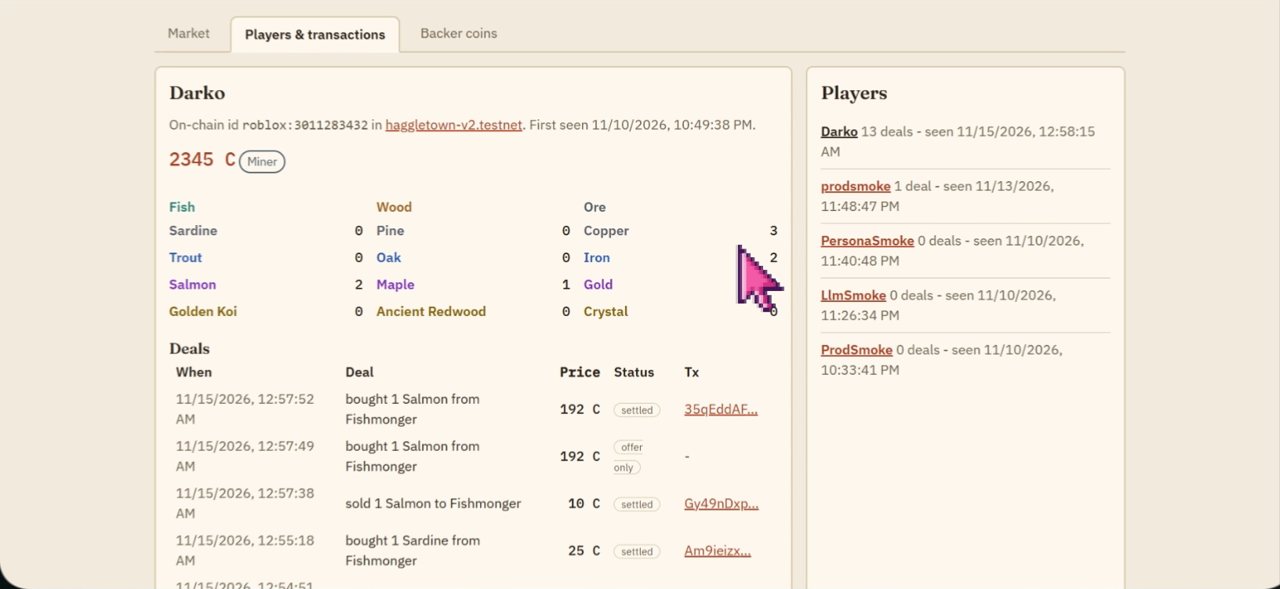 Market Players & transactions Backer coins
Darko
On-chain id roblox:3011283432 in haggletown-v2.testnet. First seen 11/10/2026, 10:49:38 PM.
2345 C Miner
Fish Wood Ore
Sardine 0 Pine 0 Copper 3
Trout 0 Oak 0 Iron 2
Salmon 2 Maple 1 Gold
Golden Koi 0 Ancient Redwood 0 Crystal 0
Deals
When Deal Price Status Tx
11/15/2026, 12:57:52 AM bought 1 Salmon from Fishmonger 192 C settled 35qEddAF...
11/15/2026, 12:57:49 AM bought 1 Salmon from Fishmonger 192 C offer only -
11/15/2026, 12:57:38 AM sold 1 Salmon to Fishmonger 10 C settled Gy49nDxp...
11/15/2026, 12:55:18 AM bought 1 Sardine from Fishmonger 25 C settled Am9ieizx...
11/15/2026, 12:54:51
Players
Darko 13 deals - seen 11/15/2026, 12:58:15
AM
prodsmoke 1 deal - seen 11/13/2026,
11:48:47 PM
PersonaSmoke 0 deals - seen 11/10/2026,
11:40:48 PM
LlmSmoke 0 deals - seen 11/10/2026,
11:26:34 PM
ProdSmoke 0 deals - seen 11/10/2026,
10:33:41 PM